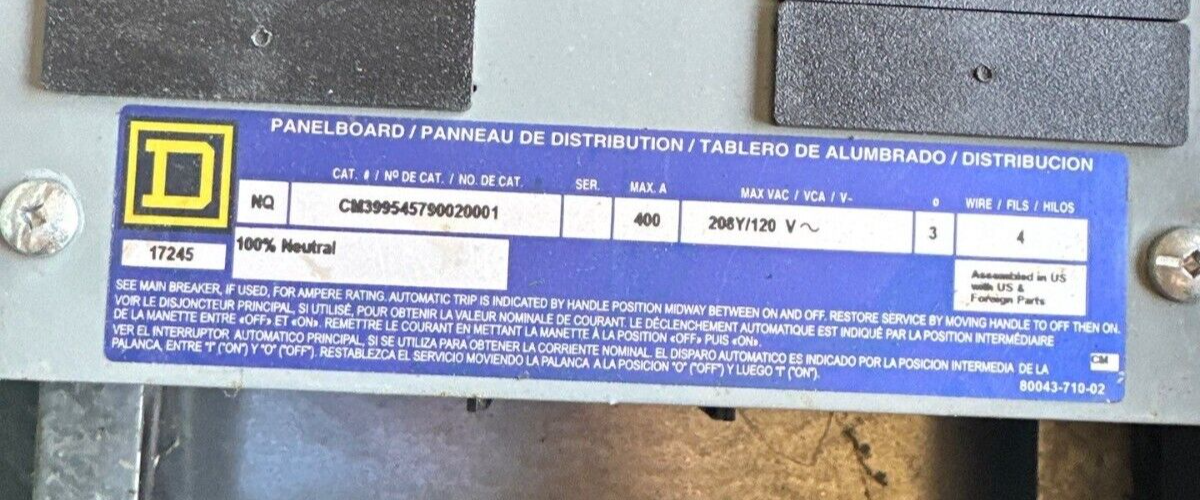 PANELBOARD / PANNEAU DE DISTRIBUTION / TABLERO DE ALUMBRADO / DISTRIBUCION
D
CAT. # / Nº DE CAT. / NO. DE CAT. SER. MAX. A MAX VAC / VCA / V~ Ø WIRE / FILS / HILOS
NQ CM399545790020001 400 208Y/120 V~ 3 4
17245 100% Neutral
Assembled in US
with US &
Foreign Parts
SEE MAIN BREAKER, IF USED, FOR AMPERE RATING. AUTOMATIC TRIP IS INDICATED BY HANDLE POSITION MIDWAY BETWEEN ON AND OFF. RESTORE SERVICE BY MOVING HANDLE TO OFF THEN ON.
VOIR LE DISJONCTEUR PRINCIPAL, SI UTILISÉ, POUR OBTENIR LA VALEUR NOMINALE DE COURANT. LE DÉCLENCHEMENT AUTOMATIQUE EST INDIQUÉ PAR LA POSITION INTERMÉDIAIRE
DE LA MANETTE ENTRE «OFF» ET «ON». REMETTRE LE COURANT EN METTANT LA MANETTE À LA POSITION «OFF» PUIS «ON».
VER EL INTERRUPTOR AUTOMATICO PRINCIPAL, SI SE UTILIZA PARA OBTENER LA CORRIENTE NOMINAL. EL DISPARO AUTOMATICO ES INDICADO POR LA POSICION INTERMEDIA DE LA
PALANCA, ENTRE "I" ("ON") Y "O" ("OFF"). RESTABLEZCA EL SERVICIO MOVIENDO LA PALANCA A LA POSICION "O" ("OFF") Y LUEGO "I" ("ON").
CM
80043-710-02